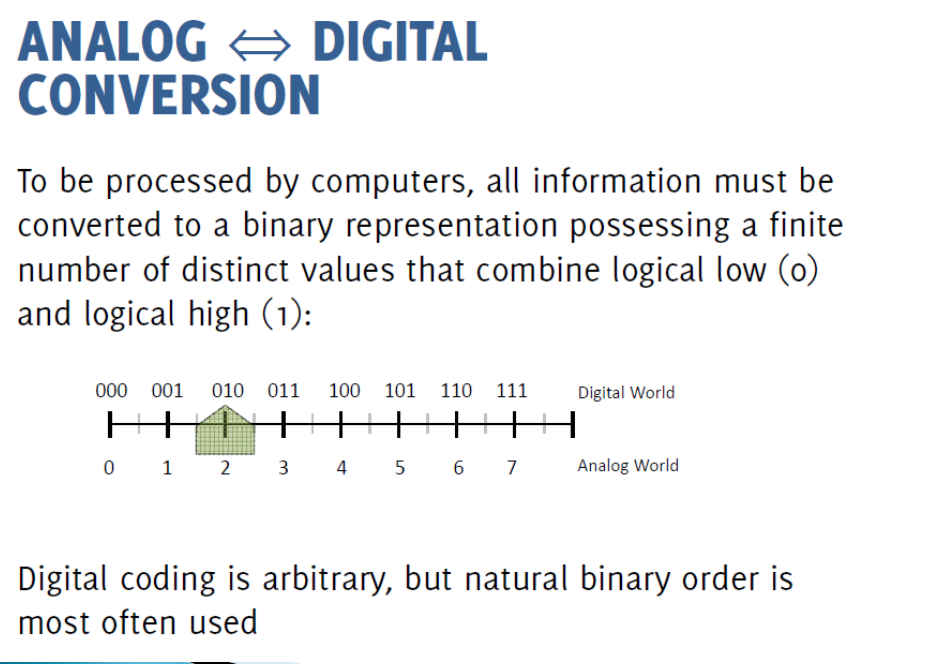 ANALOG ⇔ DIGITAL
CONVERSION
To be processed by computers, all information must be
converted to a binary representation possessing a finite
number of distinct values that combine logical low (0)
and logical high (1):
000 001 010 011 100 101 110 111 Digital World
0 1 2 3 4 5 6 7 Analog World
Digital coding is arbitrary, but natural binary order is
most often used